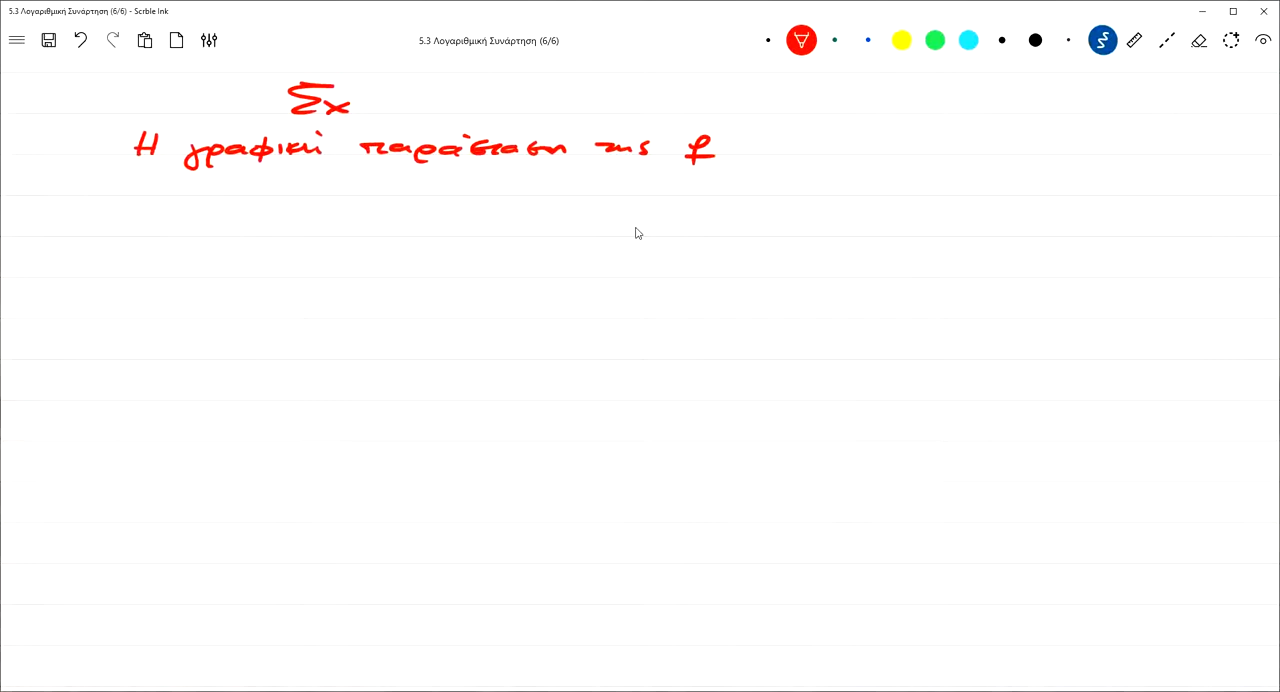 5.3 Λογαριθμική Συνάρτηση (6/6) - Scrble Ink
5.3 Λογαριθμική Συνάρτηση (6/6)
Σχ
Η γραφική παράσταση της f